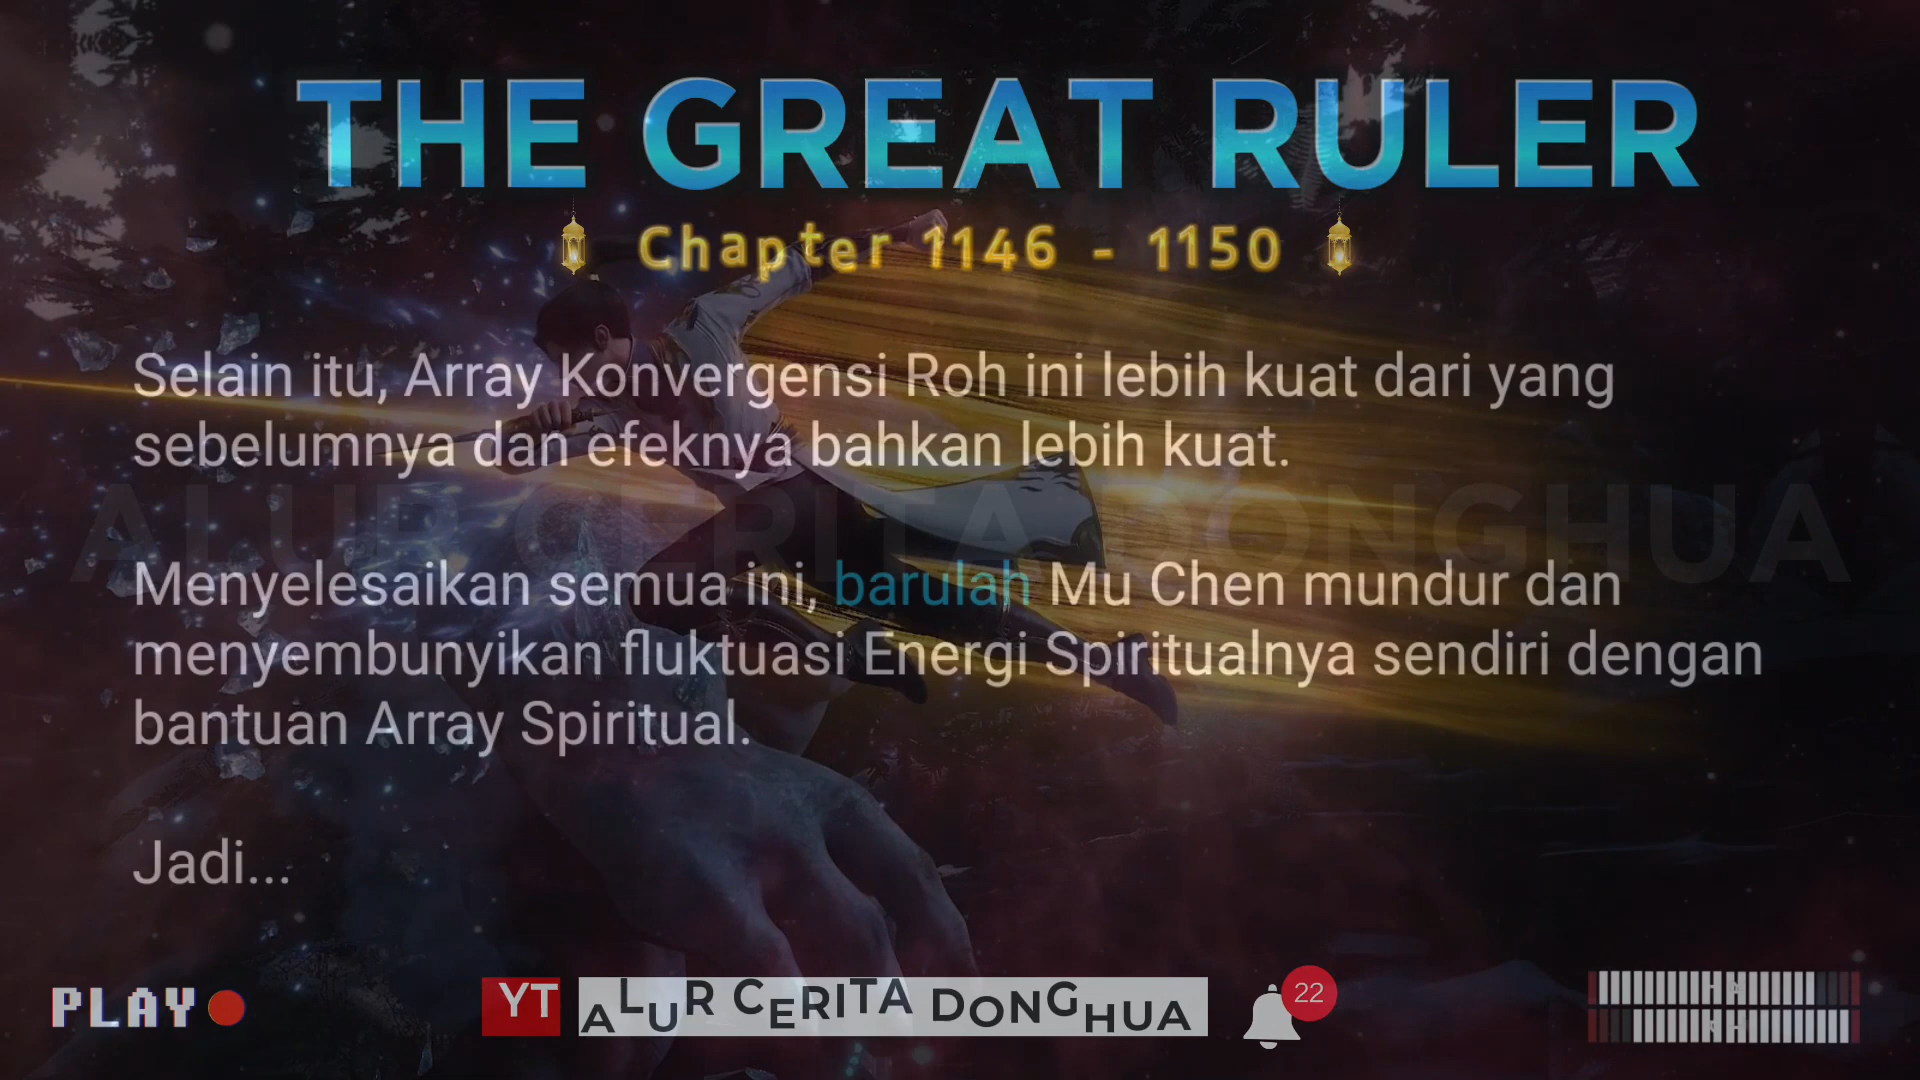 THE GREAT RULER
Chapter 1146 - 1150
Selain itu, Array Konvergensi Roh ini lebih kuat dari yang
sebelumnya dan efeknya bahkan lebih kuat.
ALUR CERITA DONGHUA
Menyelesaikan semua ini, barulah Mu Chen mundur dan
menyembunyikan fluktuasi Energi Spiritualnya sendiri dengan
bantuan Array Spiritual.
Jadi...
PLAY
YT ALUR CERITA DONGHUA
22